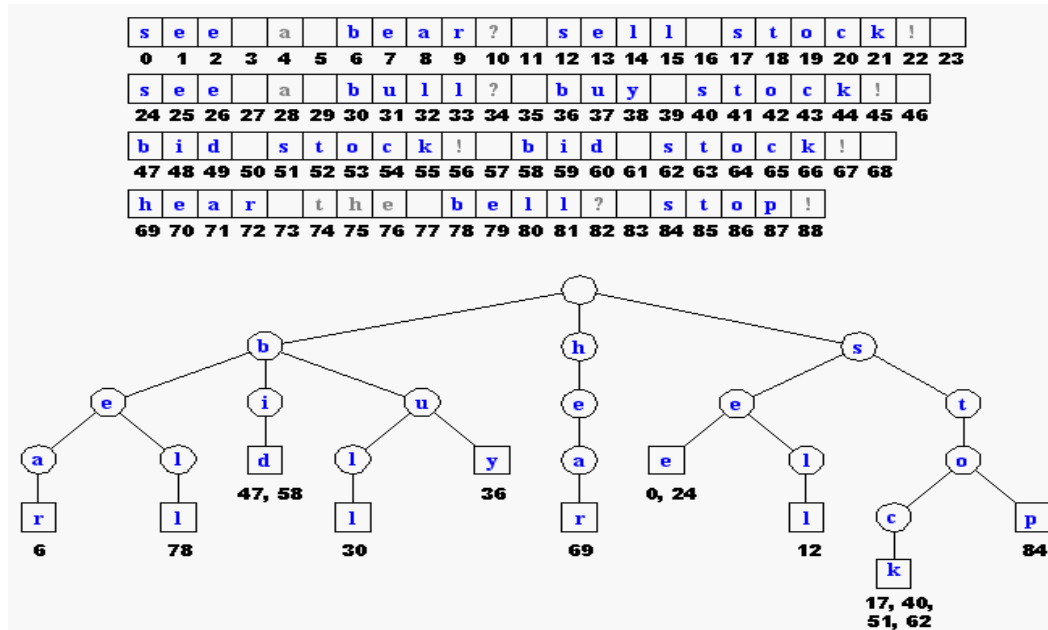 s e e a b e a r ? s e l l s t o c k !
0 1 2 3 4 5 6 7 8 9 10 11 12 13 14 15 16 17 18 19 20 21 22 23
s e e a b u l l ? b u y s t o c k !
24 25 26 27 28 29 30 31 32 33 34 35 36 37 38 39 40 41 42 43 44 45 46
b i d s t o c k ! b i d s t o c k !
47 48 49 50 51 52 53 54 55 56 57 58 59 60 61 62 63 64 65 66 67 68
h e a r t h e b e l l ? s t o p !
69 70 71 72 73 74 75 76 77 78 79 80 81 82 83 84 85 86 87 88
b h s
e i u e e t
a l d l y a e l o
47, 58 36 0, 24
r l l r l c p
6 78 30 69 12 84
k
17, 40,
51, 62